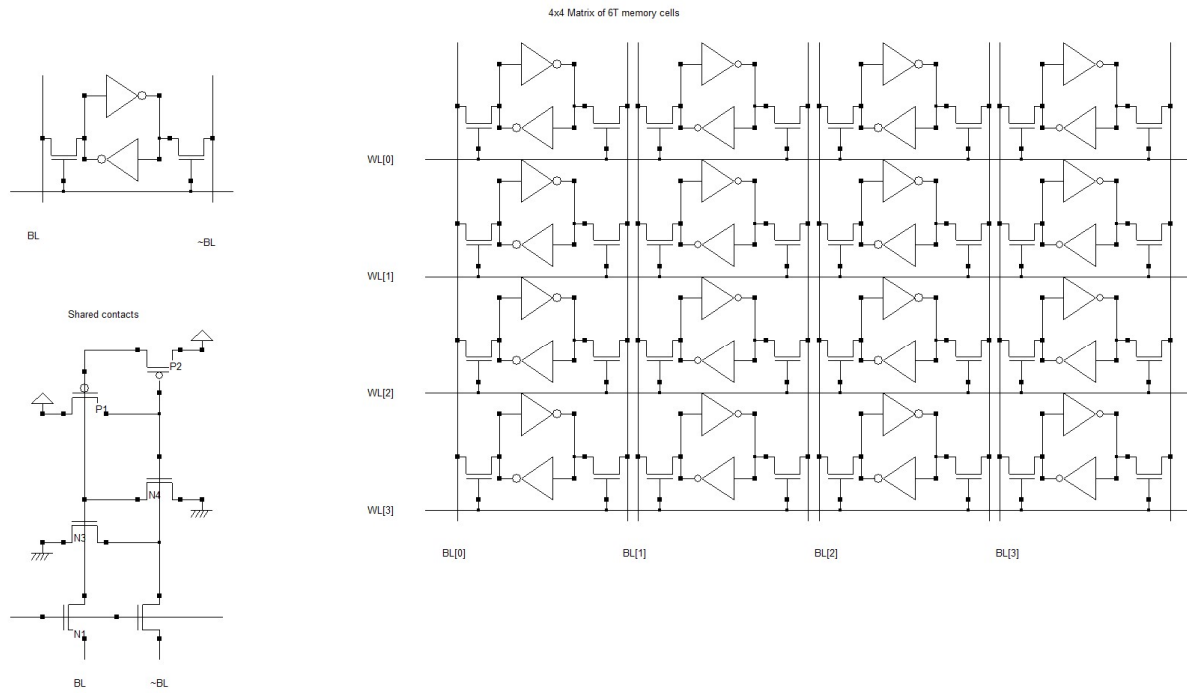 4x4 Matrix of 6T memory cells
BL
~BL
Shared contacts
P2
P1
N4
N3
N1
BL
~BL
WL[0]
WL[1]
WL[2]
WL[3]
BL[0]
BL[1]
BL[2]
BL[3]